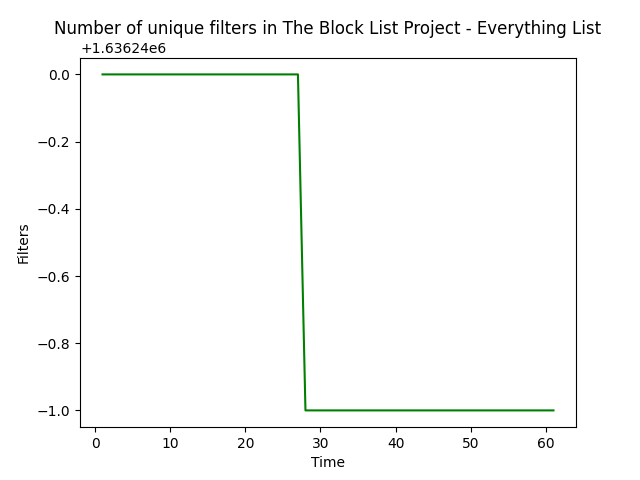 Number of unique filters in The Block List Project - Everything List
+1.63624e6
0.0
−0.2
−0.4
−0.6
−0.8
−1.0
Filters
0 10 20 30 40 50 60
Time